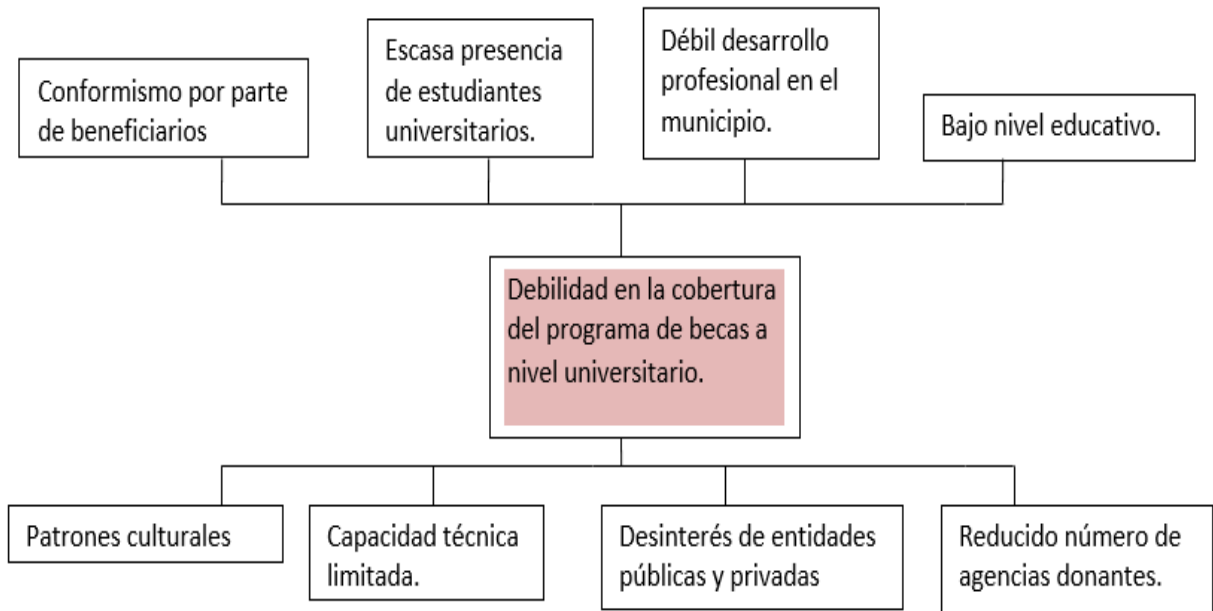 Conformismo por parte
de beneficiarios
Escasa presencia
de estudiantes
universitarios.
Débil desarrollo
profesional en el
municipio.
Bajo nivel educativo.
Debilidad en la cobertura
del programa de becas a
nivel universitario.
Patrones culturales
Capacidad técnica
limitada.
Desinterés de entidades
públicas y privadas
Reducido número de
agencias donantes.